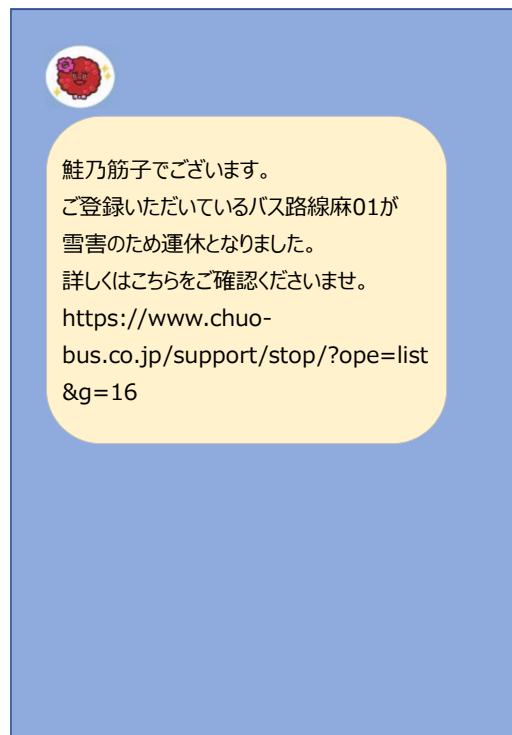 鮭乃筋子でございます。
ご登録いただいているバス路線麻01が
雪害のため運休となりました。
詳しくはこちらをご確認くださいませ。
https://www.chuo-
bus.co.jp/support/stop/?ope=list
&g=16